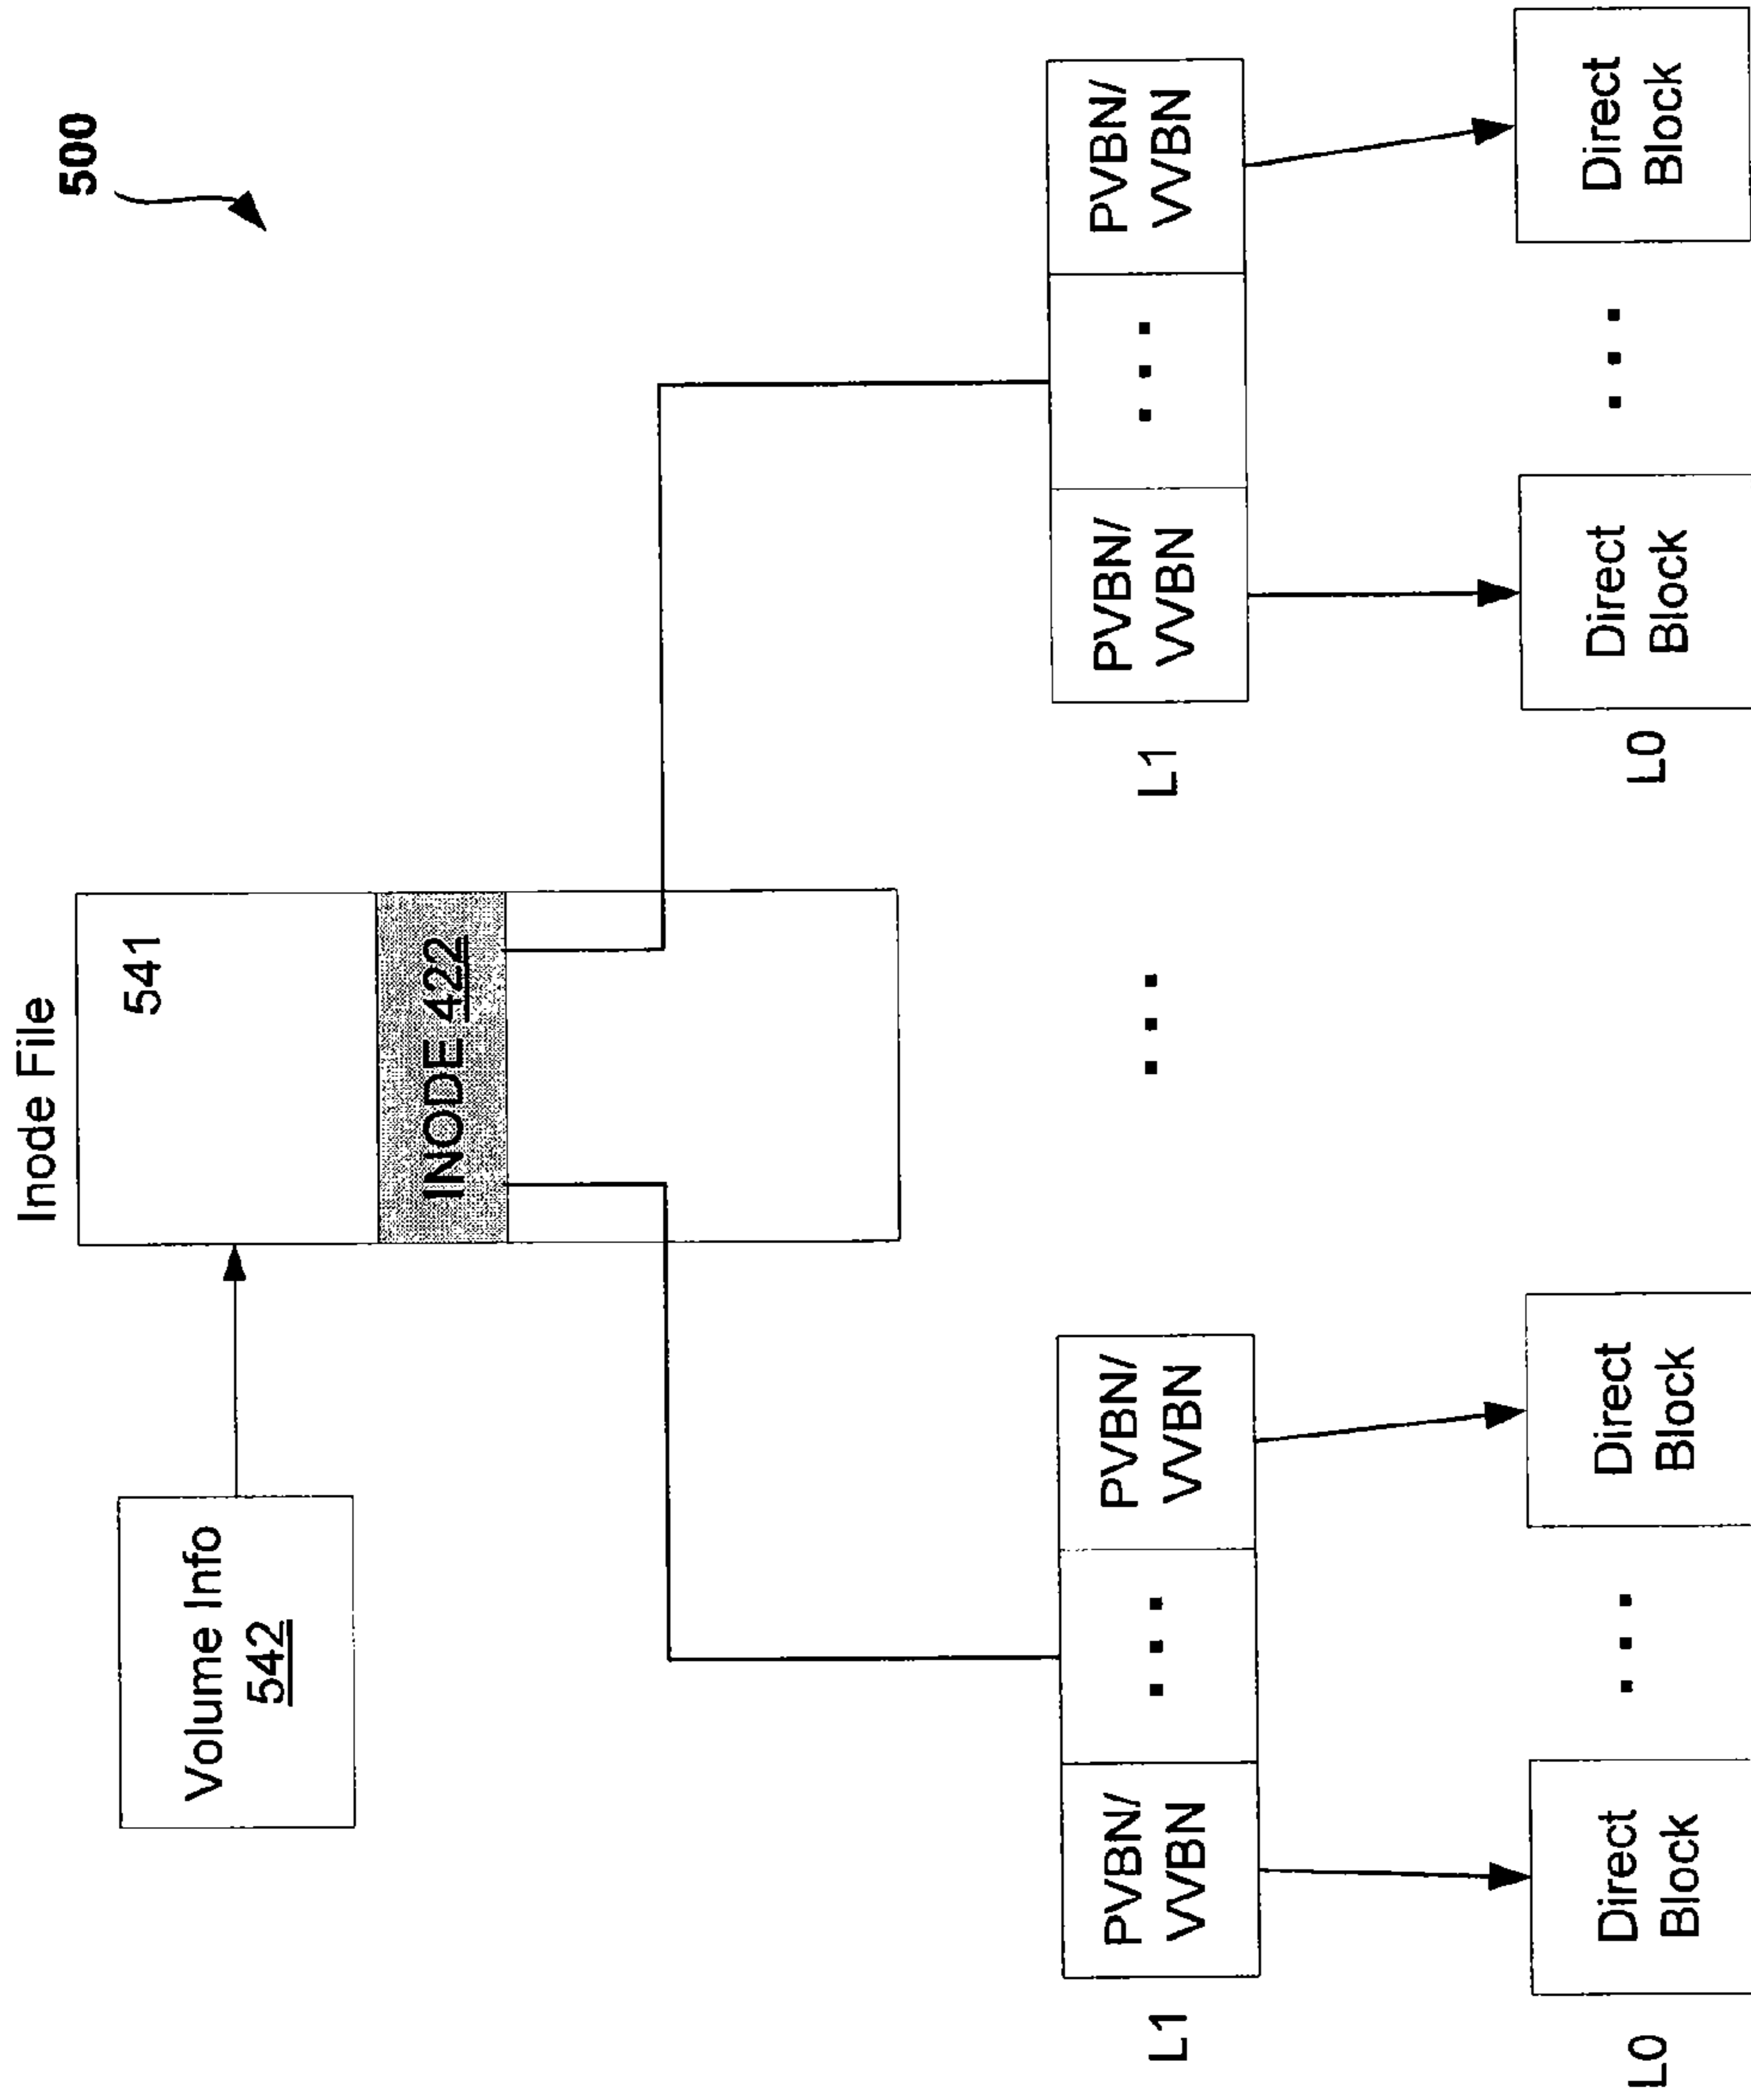 Inode File
500
541
Volume Info
542
INODE 422
L1
PVBN/
VVBN
...
PVBN/
VVBN
...
L1
PVBN/
VVBN
...
PVBN/
VVBN
L0
Direct
Block
...
Direct
Block
L0
Direct
Block
...
Direct
Block